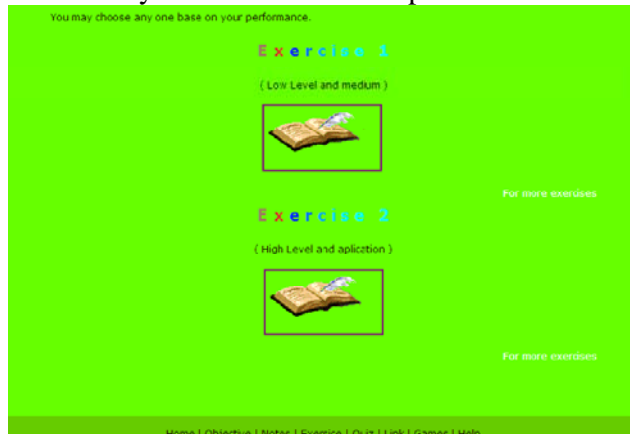 You may choose any one base on your performance.
Exercise 1
( Low Level and medium )
For more exercises
Exercise 2
( High Level and aplication )
For more exercises
Home | Objective | Notes | Exercise | Quiz | Link | Games | Help